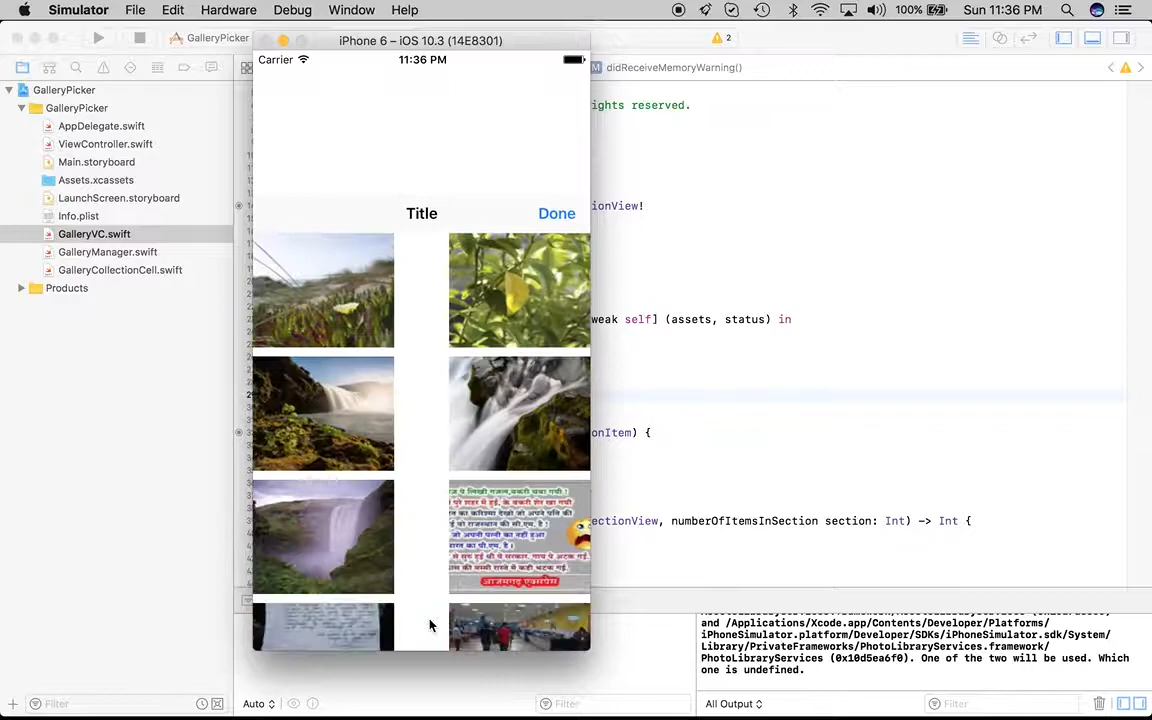 Simulator File Edit Hardware Debug Window Help 100% Sun 11:36 PM
GalleryPicker
iPhone 6 – iOS 10.3 (14E8301)
2
Carrier 11:36 PM
didReceiveMemoryWarning()
GalleryPicker
GalleryPicker
AppDelegate.swift
ViewController.swift
Main.storyboard
Assets.xcassets
LaunchScreen.storyboard
Info.plist
GalleryVC.swift
GalleryManager.swift
GalleryCollectionCell.swift
Products
Title Done
ights reserved.
ionView!
weak self] (assets, status) in
onItem) {
ectionView, numberOfItemsInSection section: Int) -> Int {
आजमगढ़ एक्सप्रेस
and /Applications/Xcode.app/Contents/Developer/Platforms/
iPhoneSimulator.platform/Developer/SDKs/iPhoneSimulator.sdk/System/
Library/PrivateFrameworks/PhotoLibraryServices.framework/
PhotoLibraryServices (0x10d5ea6f0). One of the two will be used. Which
one is undefined.
Filter
Auto
Filter
All Output
Filter